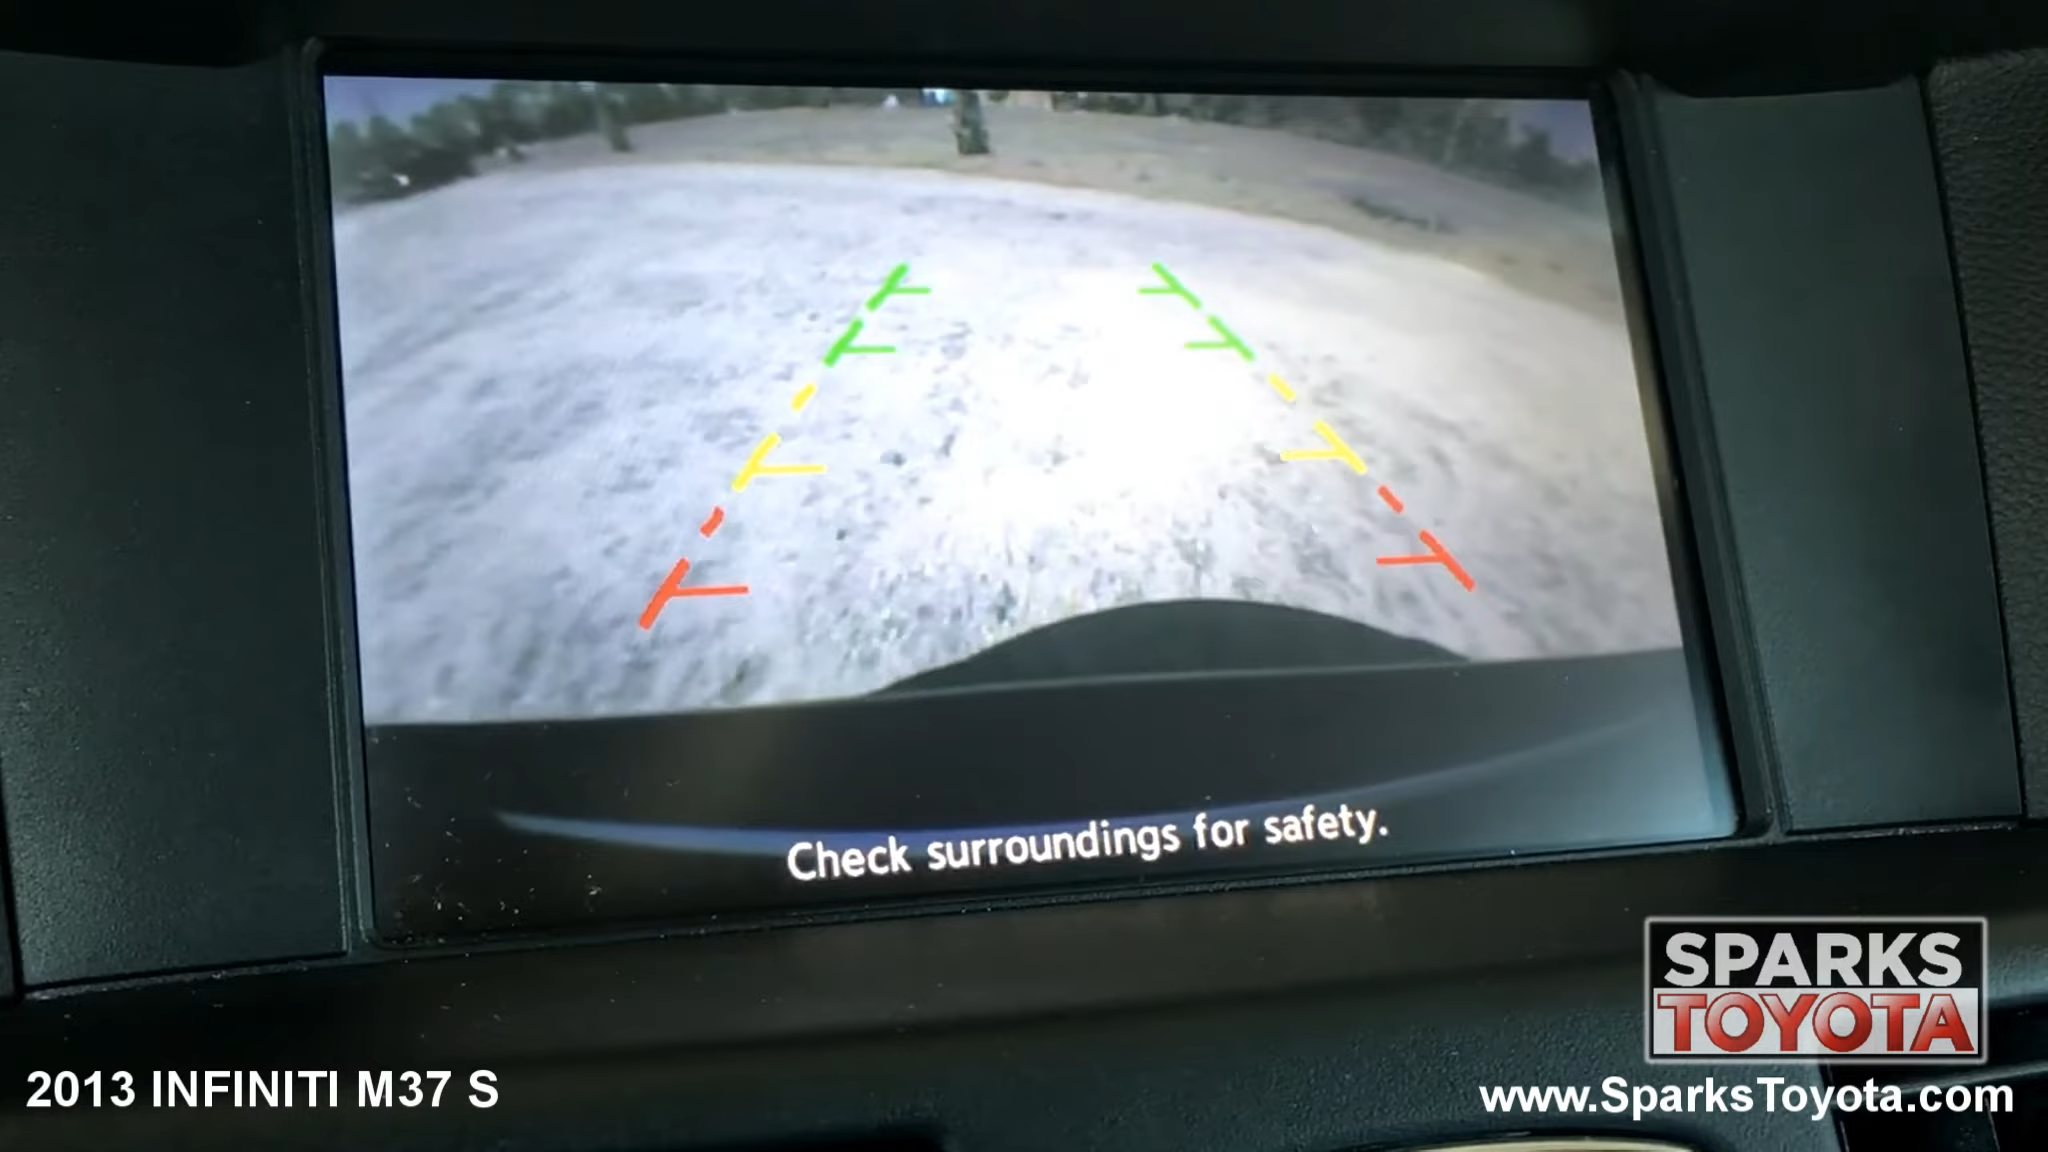 Check surroundings for safety.
SPARKS
TOYOTA
2013 INFINITI M37 S
www.SparksToyota.com